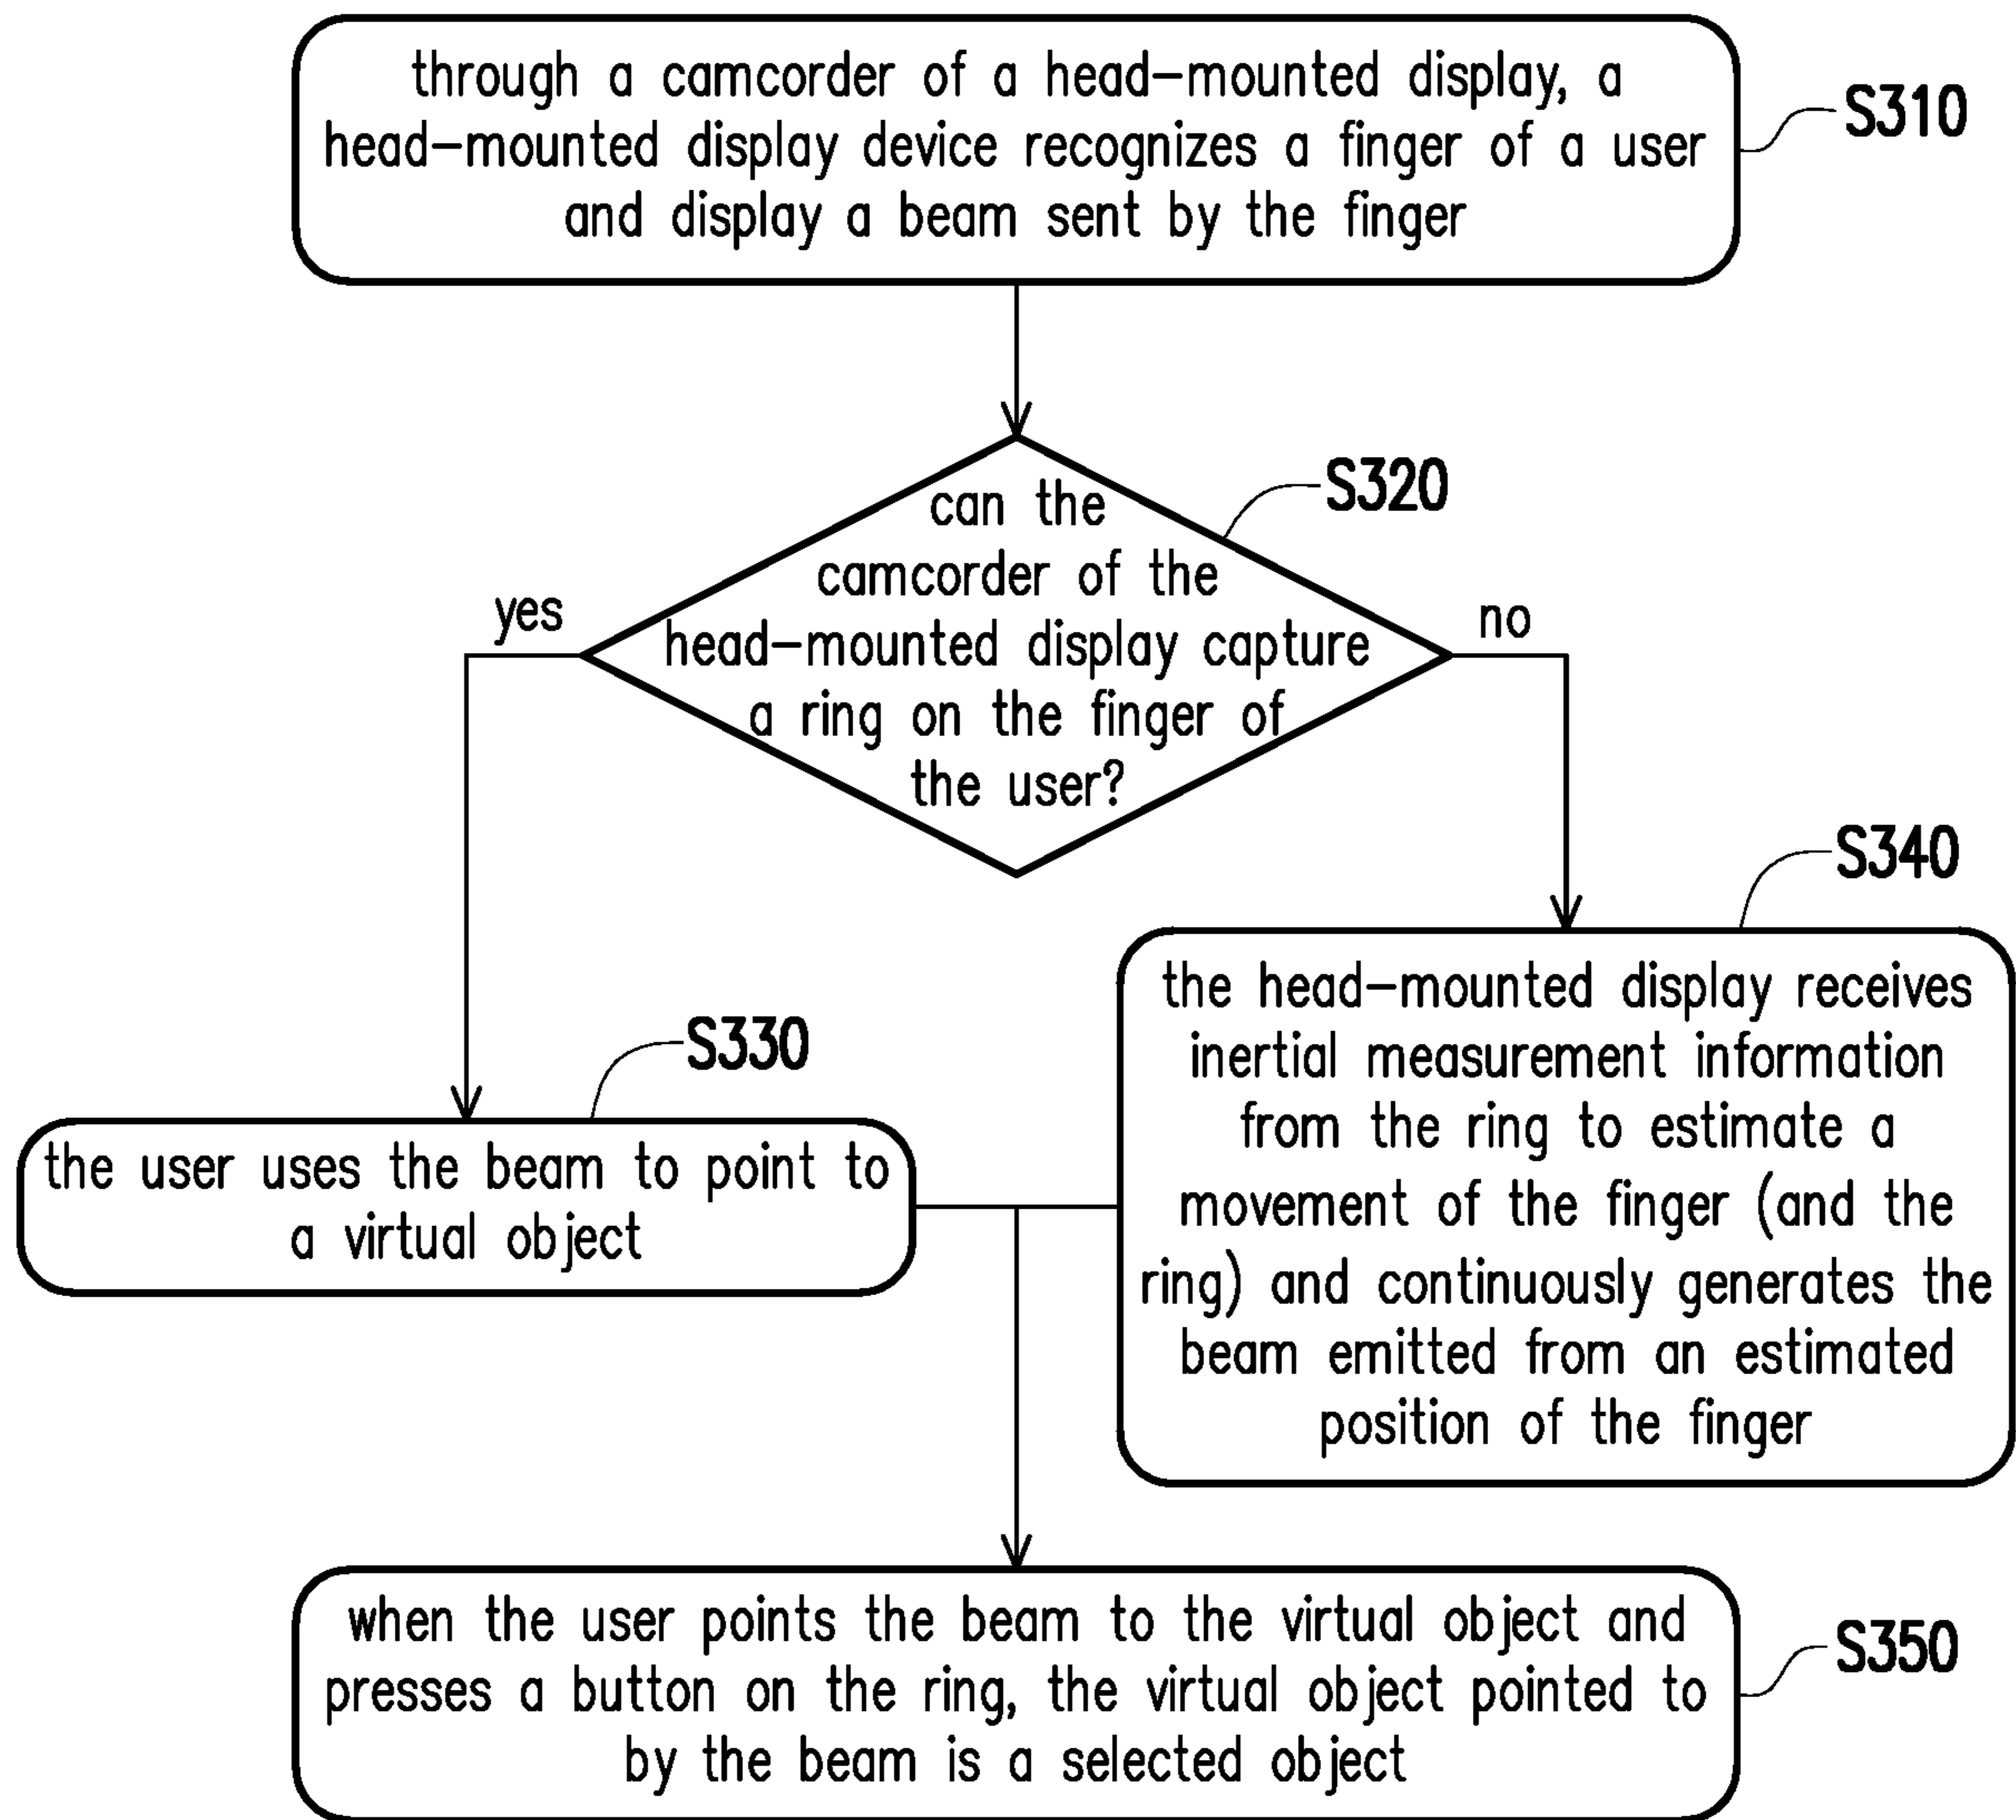 through a camcorder of a head-mounted display, a
head-mounted display device recognizes a finger of a user
and display a beam sent by the finger
S310
can the
camcorder of the
head-mounted display capture
a ring on the finger of
the user?
S320
yes
no
S330
the user uses the beam to point to
a virtual object
S340
the head-mounted display receives
inertial measurement information
from the ring to estimate a
movement of the finger (and the
ring) and continuously generates the
beam emitted from an estimated
position of the finger
when the user points the beam to the virtual object and
presses a button on the ring, the virtual object pointed to
by the beam is a selected object
S350